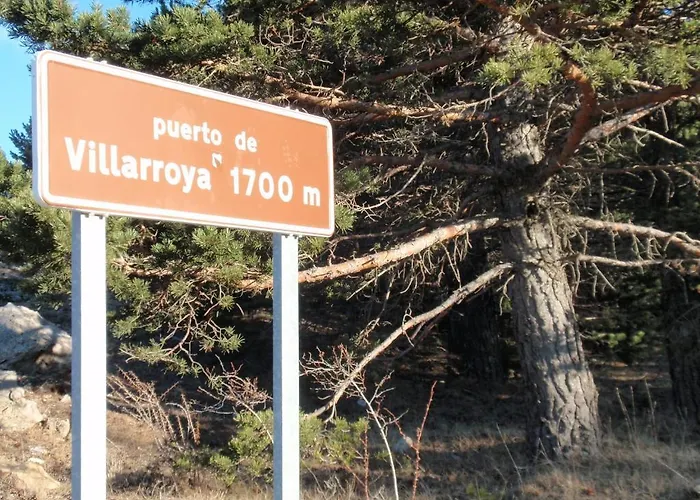 puerto de
Villarroya 1700 m